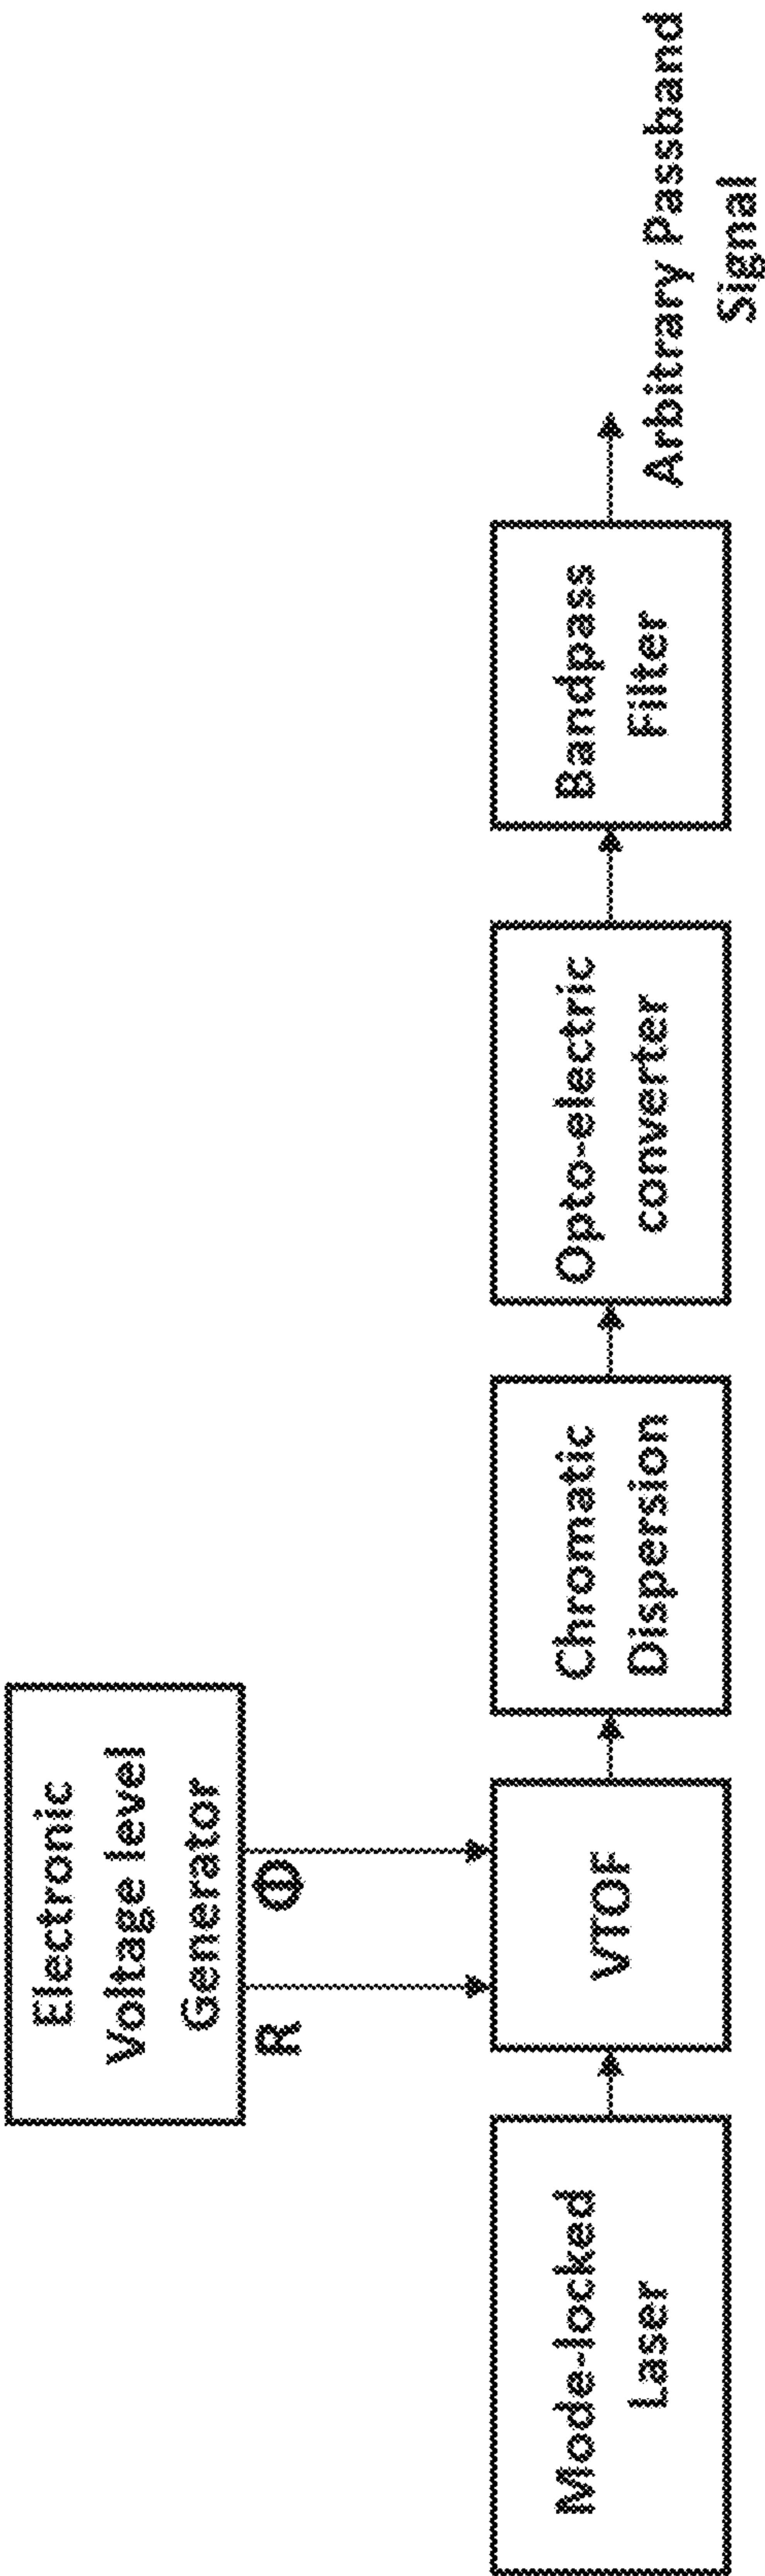 Electronic
Voltage level
Generator
R
Φ
Mode-locked
Laser
VTOF
Chromatic
Dispersion
Opto-electric
converter
Bandpass
Filter
Arbitrary Passband
Signal